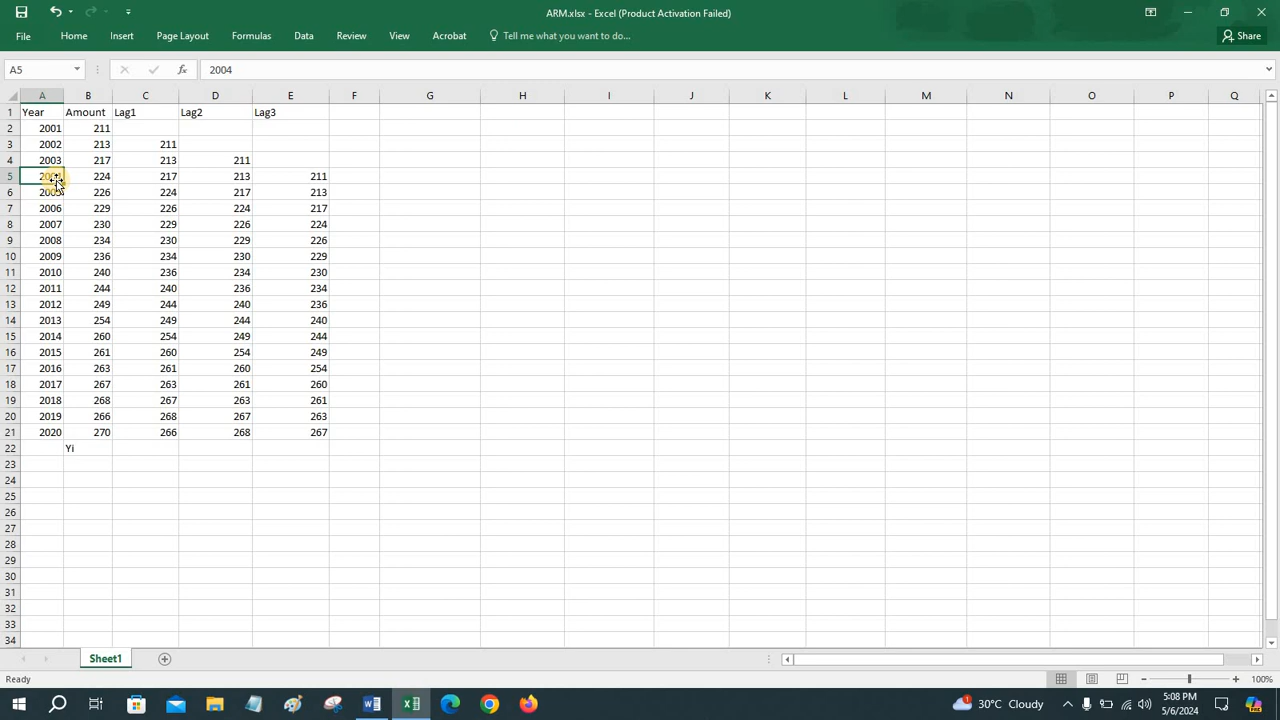 ARM.xlsx - Excel (Product Activation Failed)
File Home Insert Page Layout Formulas Data Review View Acrobat Tell me what you want to do... Share
A5 fx 2004
A B C D E F G H I J K L M N O P Q
1 Year Amount Lag1 Lag2 Lag3
2 2001 211
3 2002 213 211
4 2003 217 213 211
5 224 217 213 211
6 2005 226 224 217 213
7 2006 229 226 224 217
8 2007 230 229 226 224
9 2008 234 230 229 226
10 2009 236 234 230 229
11 2010 240 236 234 230
12 2011 244 240 236 234
13 2012 249 244 240 236
14 2013 254 249 244 240
15 2014 260 254 249 244
16 2015 261 260 254 249
17 2016 263 261 260 254
18 2017 267 263 261 260
19 2018 268 267 263 261
20 2019 266 268 267 263
21 2020 270 266 268 267
22 Yi
23
24
25
26
27
28
29
30
31
32
33
34
Sheet1
Ready 100%
30°C Cloudy 5:08 PM
5/6/2024